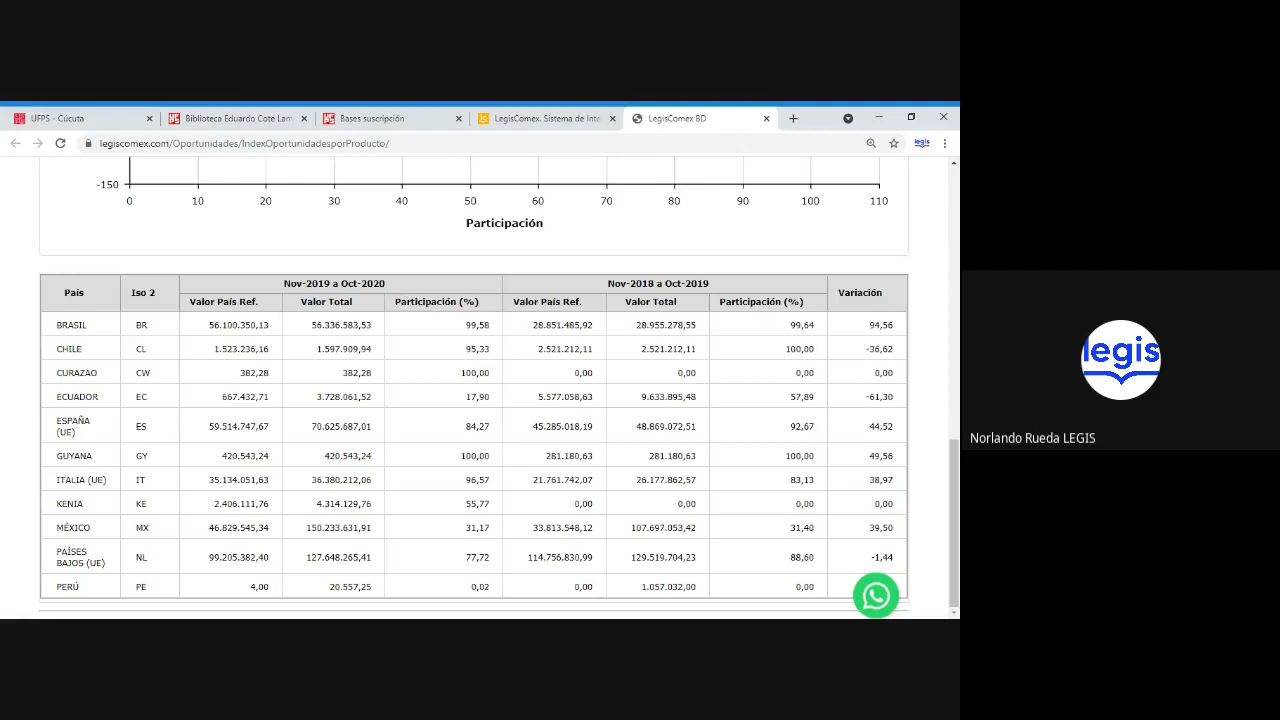 UFPS - Cúcuta
Biblioteca Eduardo Cote Lam
Bases suscripción
LegisComex. Sistema de Inte
LegisComex BD
legiscomex.com/Oportunidades/IndexOportunidadesporProducto/
legis
-150
0 10 20 30 40 50 60 70 80 90 100 110
Participación
País Iso 2 Nov-2019 a Oct-2020 Nov-2018 a Oct-2019 Variación
Valor País Ref. Valor Total Participación (%) Valor País Ref. Valor Total Participación (%)
BRASIL BR 56.100.350,13 56.336.583,53 99,58 28.851.485,92 28.955.278,55 99,64 94,56
CHILE CL 1.523.236,16 1.597.909,94 95,33 2.521.212,11 2.521.212,11 100,00 -36,62
CURAZAO CW 382,28 382,28 100,00 0,00 0,00 0,00 0,00
ECUADOR EC 667.432,71 3.728.061,52 17,90 5.577.058,63 9.633.895,48 57,89 -61,30
ESPAÑA
(UE) ES 59.514.747,67 70.625.687,01 84,27 45.285.018,19 48.869.072,51 92,67 44,52
GUYANA GY 420.543,24 420.543,24 100,00 281.180,63 281.180,63 100,00 49,56
ITALIA (UE) IT 35.134.051,63 36.380.212,06 96,57 21.761.742,07 26.177.862,57 83,13 38,97
KENIA KE 2.406.111,76 4.314.129,76 55,77 0,00 0,00 0,00 0,00
MÉXICO MX 46.829.545,34 150.233.631,91 31,17 33.813.548,12 107.697.053,42 31,40 39,50
PAÍSES
BAJOS (UE) NL 99.205.382,40 127.648.265,41 77,72 114.756.830,99 129.519.704,23 88,60 -1,44
PERÚ PE 4,00 20.557,25 0,02 0,00 1.057.032,00 0,00
legis
Norlando Rueda LEGIS